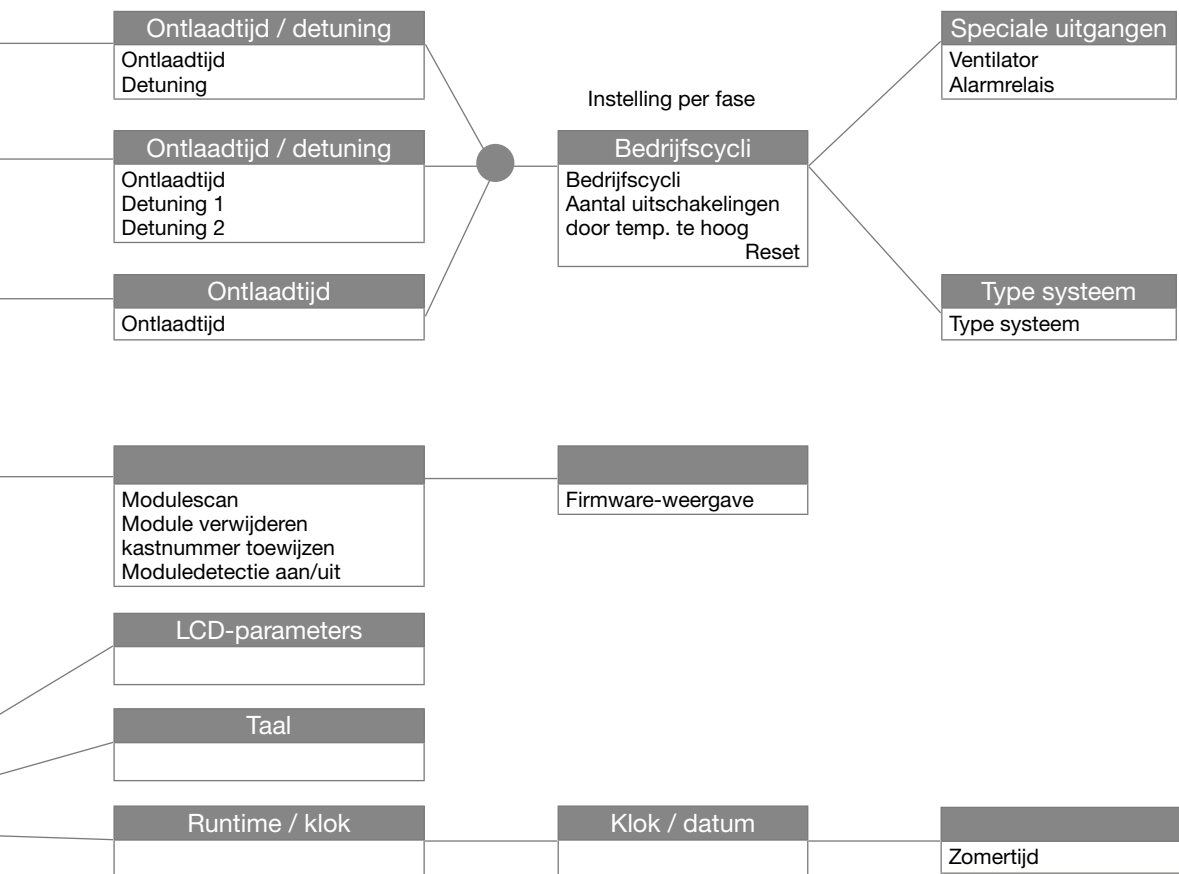 Ontlaadtijd / detuning
Ontlaadtijd
Detuning
Ontlaadtijd / detuning
Ontlaadtijd
Detuning 1
Detuning 2
Ontlaadtijd
Ontlaadtijd
Instelling per fase
Bedrijfscycli
Bedrijfscycli
Aantal uitschakelingen
door temp. te hoog
Reset
Speciale uitgangen
Ventilator
Alarmrelais
Type systeem
Type systeem
Modulescan
Module verwijderen
kastnummer toewijzen
Moduledetectie aan/uit
Firmware-weergave
LCD-parameters
Taal
Runtime / klok
Klok / datum
Zomertijd